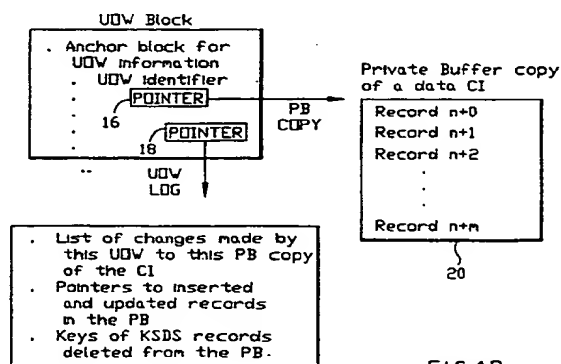 UOW Block
. Anchor block for
UOW information
. UOW identifier
. POINTER
16
. POINTER
18
PB
COPY
UOW
LOG
Private Buffer copy
of a data CI
Record n+0
Record n+1
Record n+2
.
.
.
Record n+m
20
. List of changes made by
this UOW to this PB copy
of the CI
. Pointers to inserted
and updated records
in the PB
. Keys of KSDS records
deleted from the PB.